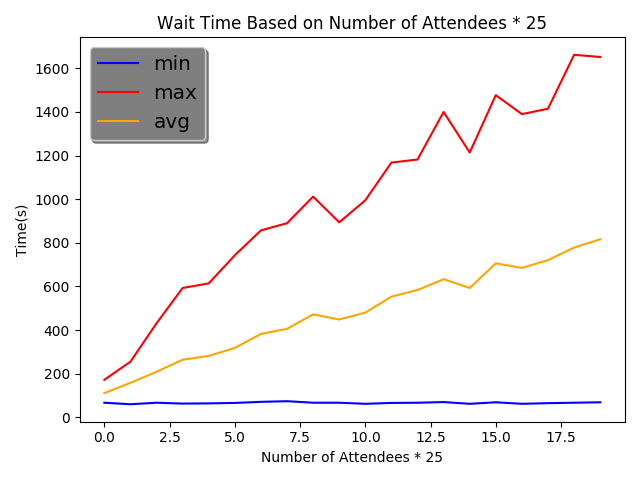 Wait Time Based on Number of Attendees * 25
min
max
avg
Time(s)
1600
1400
1200
1000
800
600
400
200
0
0.0 2.5 5.0 7.5 10.0 12.5 15.0 17.5
Number of Attendees * 25